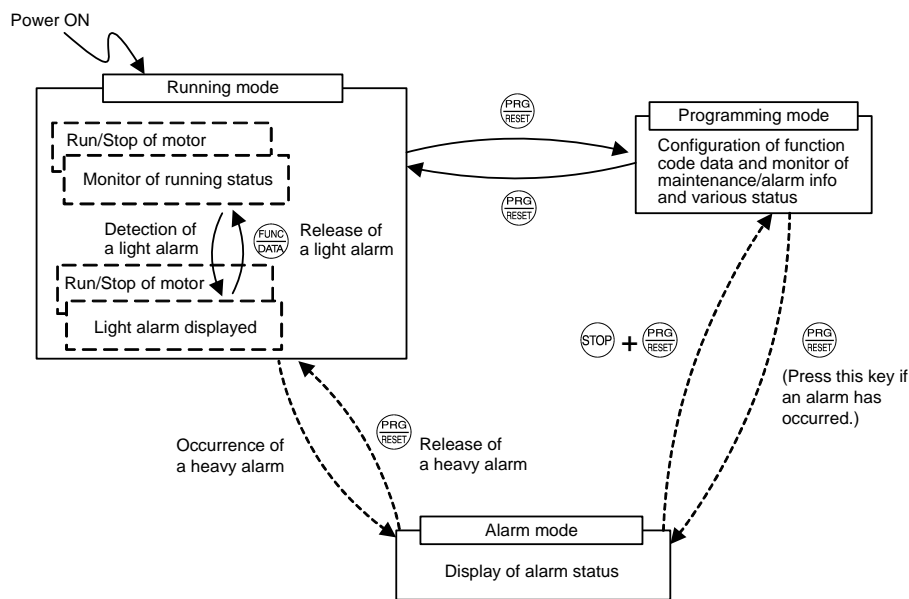 Power ON
Running mode
Run/Stop of motor
Monitor of running status
Detection of
a light alarm
FUNC
DATA
Release of
a light alarm
Run/Stop of motor
Light alarm displayed
PRG
RESET
PRG
RESET
Programming mode
Configuration of function
code data and monitor of
maintenance/alarm info
and various status
STOP + PRG
RESET
PRG
RESET
(Press this key if
an alarm has
occurred.)
Occurrence of
a heavy alarm
PRG
RESET
Release of
a heavy alarm
Alarm mode
Display of alarm status